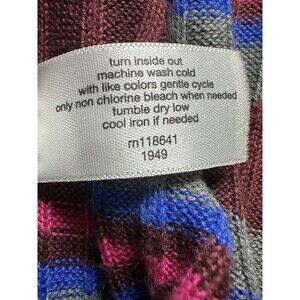 turn inside out
machine wash cold
with like colors gentle cycle
only non chlorine bleach when needed
tumble dry low
cool iron if needed
rn118641
1949